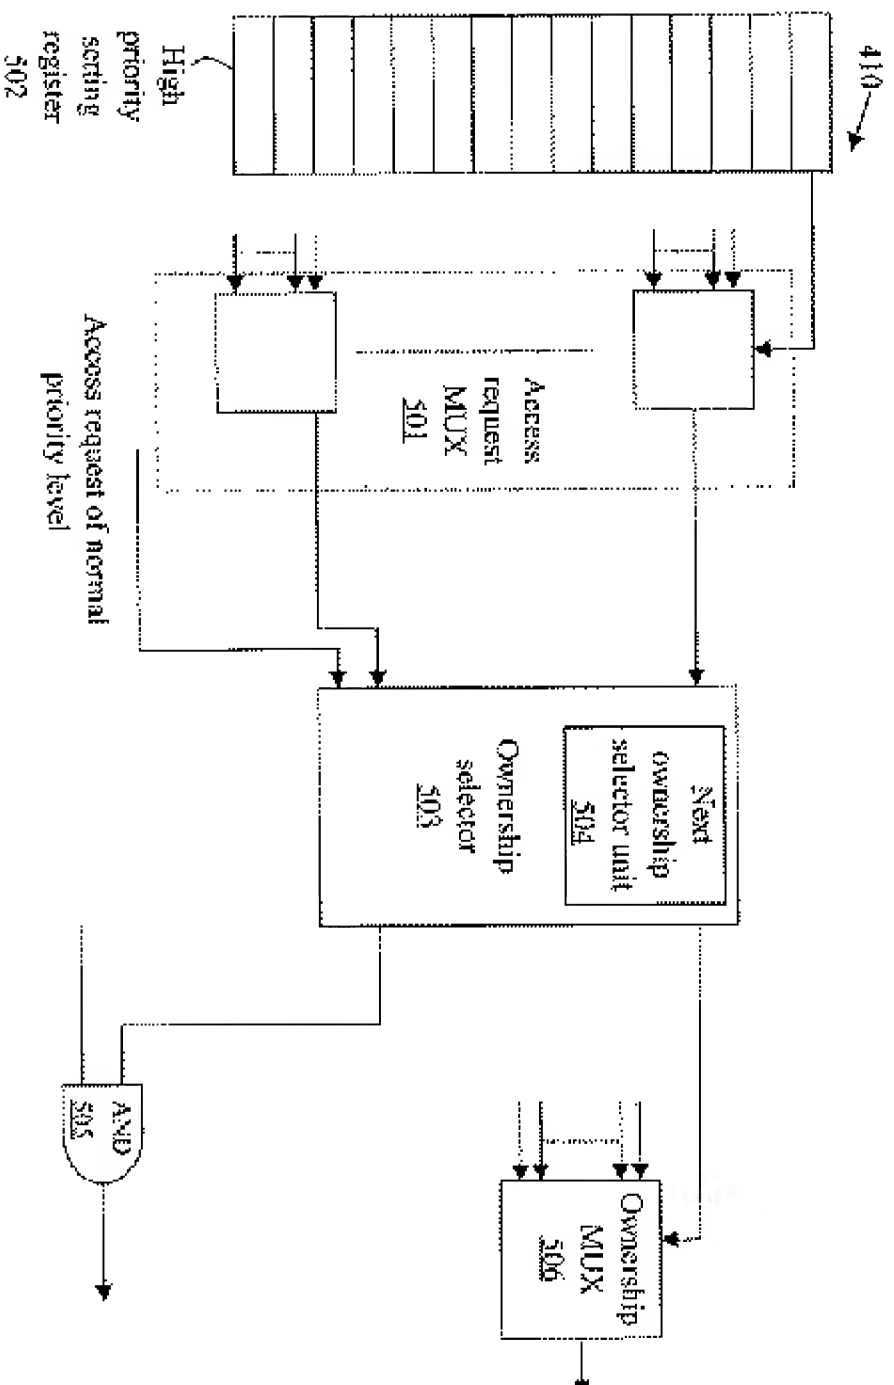 410
High
priority
setting
register
502
Access
request
MUX
501
Access request of normal
priority level
Next
ownership
selector unit
504
Ownership
selector
503
AND
505
Ownership
MUX
506